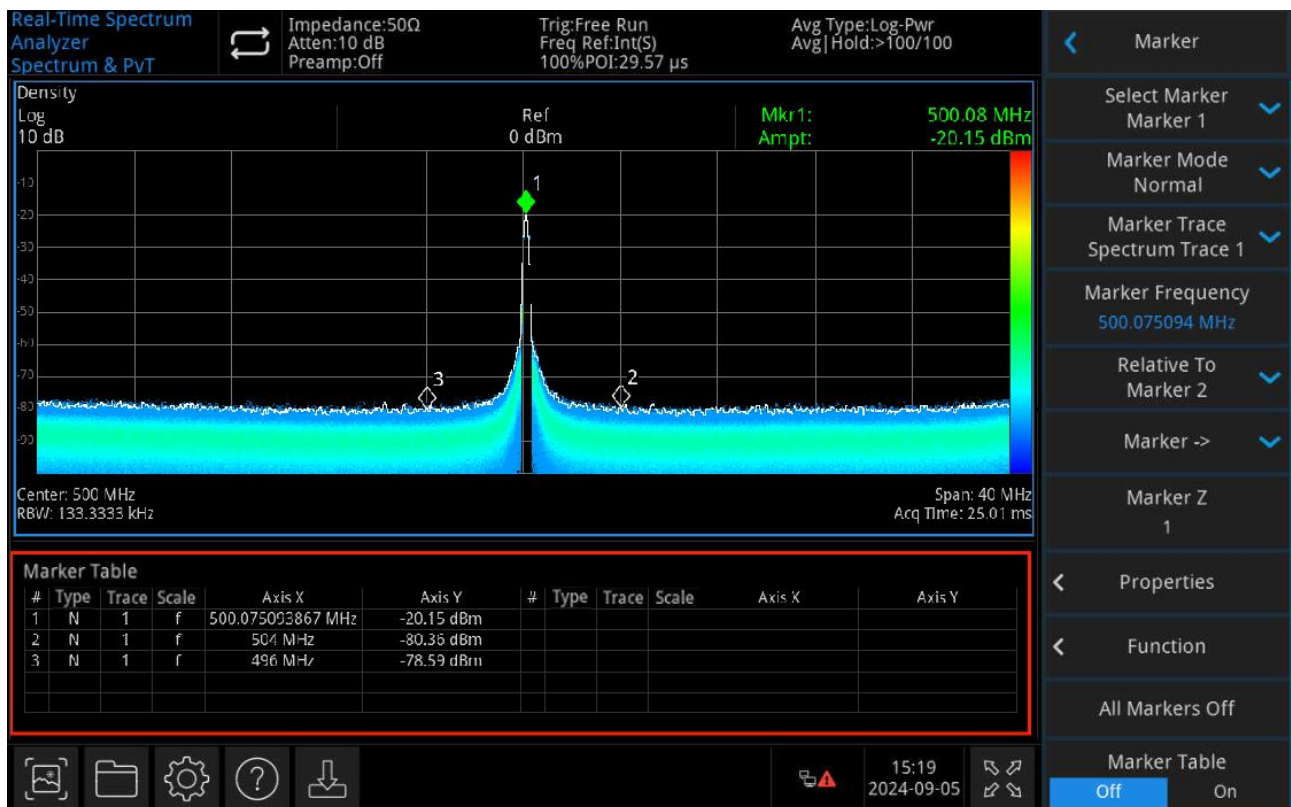 Real-Time Spectrum
Analyzer
Spectrum & PvT
Impedance:50Ω
Atten:10 dB
Preamp:Off
Trig:Free Run
Freq Ref:Int(S)
100%POI:29.57 µs
Avg Type:Log-Pwr
Avg|Hold:>100/100
Density
Log
10 dB
Ref
0 dBm
Mkr1: 500.08 MHz
Ampt: -20.15 dBm
-10
-20
-30
-40
-50
-60
-70
-80
-90
1
2
3
Center: 500 MHz
RBW: 133.3333 kHz
Span: 40 MHz
Acq TIme: 25.01 ms
Marker Table
# Type Trace Scale Axis X Axis Y # Type Trace Scale Axis X Axis Y
1 N 1 f 500.075093867 MHz -20.15 dBm
2 N 1 f 504 MHz -80.36 dBm
3 N 1 f 496 MHz -78.59 dBm
15:19
2024-09-05
Marker
Select Marker
Marker 1
Marker Mode
Normal
Marker Trace
Spectrum Trace 1
Marker Frequency
500.075094 MHz
Relative To
Marker 2
Marker ->
Marker Z
1
Properties
Function
All Markers Off
Marker Table
Off On